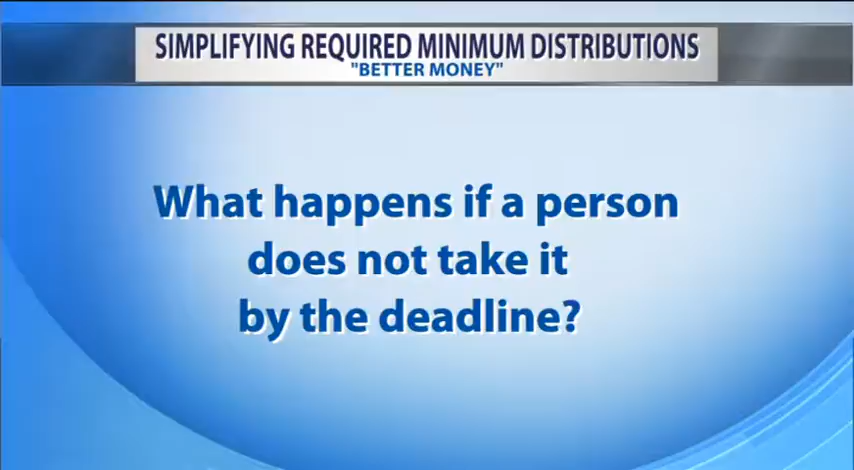 SIMPLIFYING REQUIRED MINIMUM DISTRIBUTIONS
"BETTER MONEY"
What happens if a person
does not take it
by the deadline?